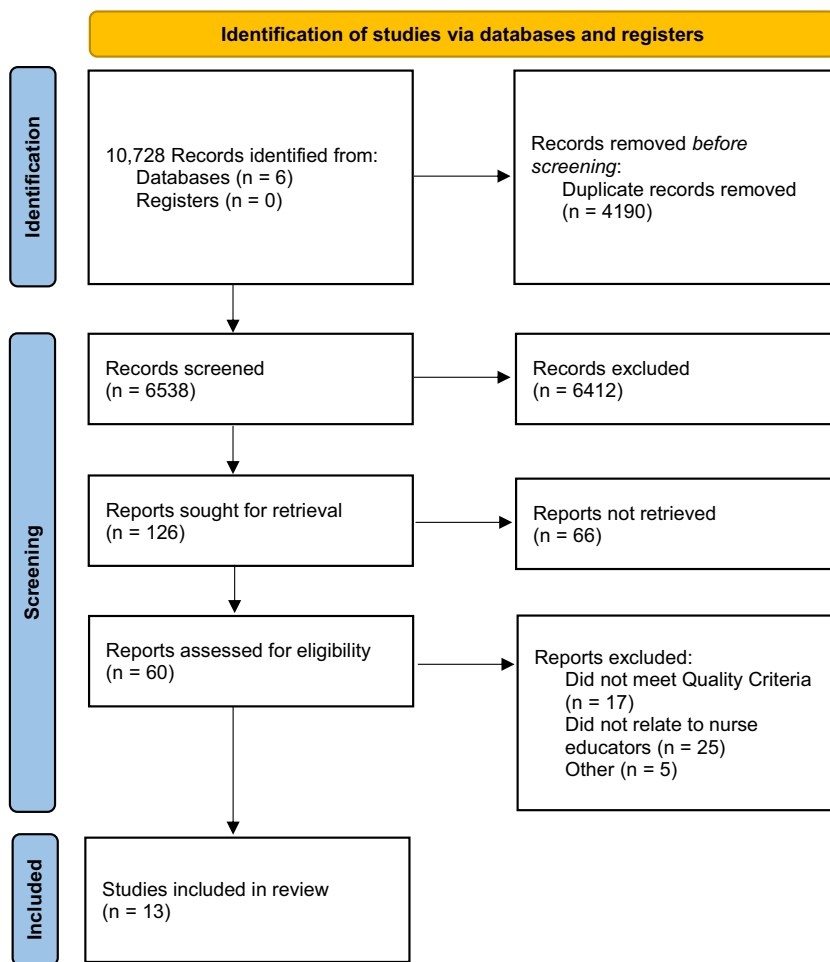 Identification of studies via databases and registers
Identification
10,728 Records identified from:
Databases (n = 6)
Registers (n = 0)
Records removed before
screening:
Duplicate records removed
(n = 4190)
Screening
Records screened
(n = 6538)
Records excluded
(n = 6412)
Reports sought for retrieval
(n = 126)
Reports not retrieved
(n = 66)
Reports assessed for eligibility
(n = 60)
Reports excluded:
Did not meet Quality Criteria
(n = 17)
Did not relate to nurse
educators (n = 25)
Other (n = 5)
Included
Studies included in review
(n = 13)